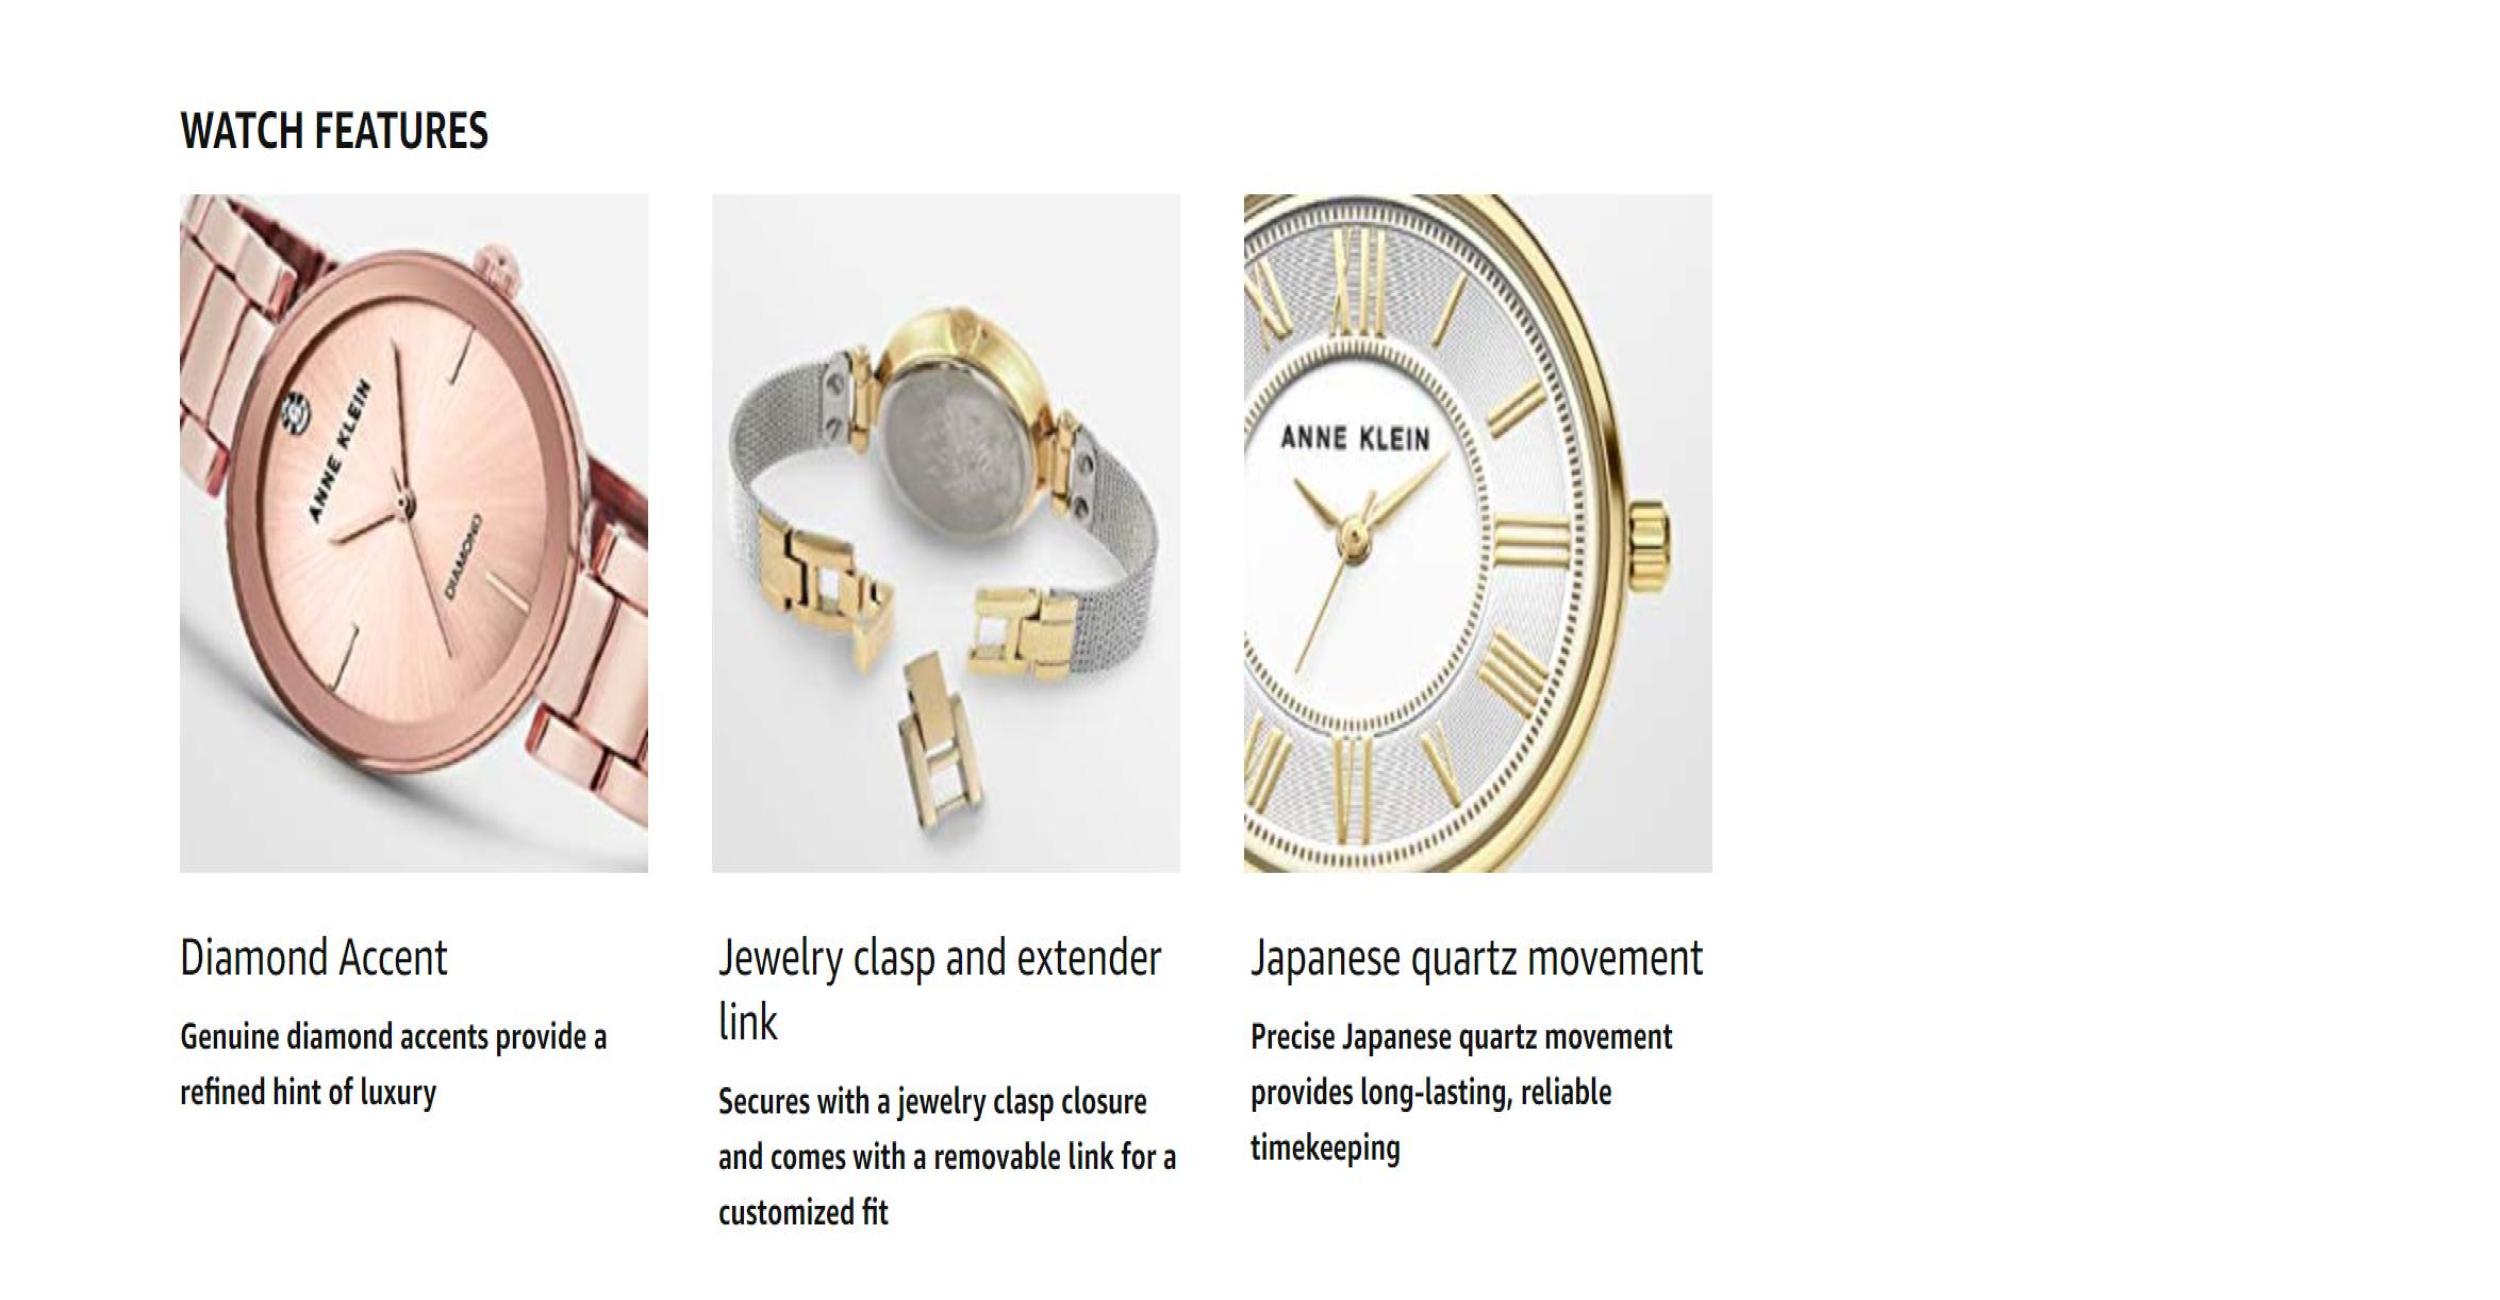 WATCH FEATURES
ANNE KLEIN
DIAMOND
ANNE KLEIN
Diamond Accent
Genuine diamond accents provide a
refined hint of luxury
Jewelry clasp and extender
link
Secures with a jewelry clasp closure
and comes with a removable link for a
customized fit
Japanese quartz movement
Precise Japanese quartz movement
provides long-lasting, reliable
timekeeping